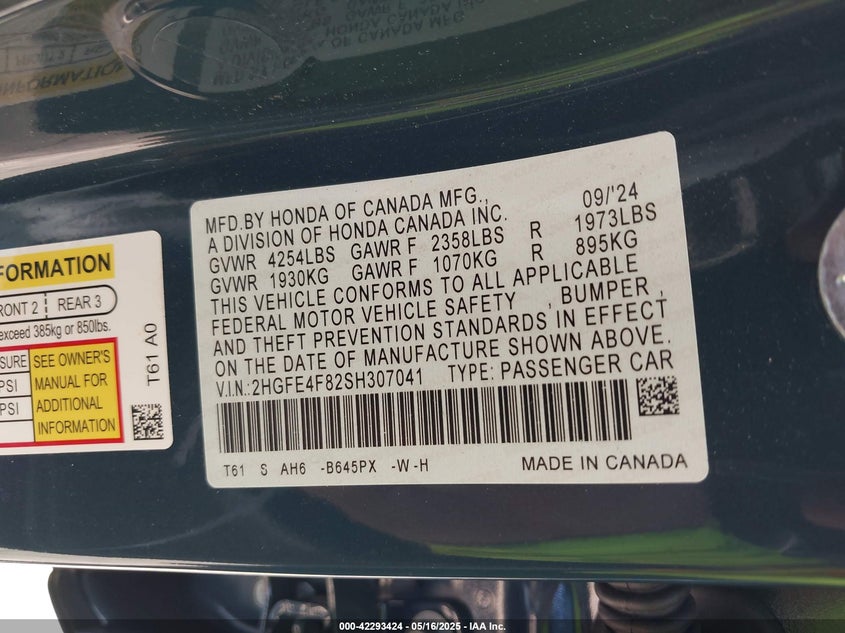 MFD.BY HONDA OF CANADA MFG., 09/'24
A DIVISION OF HONDA CANADA INC.
GVWR 4254LBS GAWR F 2358LBS R 1973LBS
GVWR 1930KG GAWR F 1070KG R 895KG
THIS VEHICLE CONFORMS TO ALL APPLICABLE
FEDERAL MOTOR VEHICLE SAFETY , BUMPER ,
AND THEFT PREVENTION STANDARDS IN EFFECT
ON THE DATE OF MANUFACTURE SHOWN ABOVE.
V.I.N.:2HGFE4F82SH307041 TYPE: PASSENGER CAR
T61 S AH6 -B645PX -W-H MADE IN CANADA
FRONT 2 REAR 3
exceed 385kg or 850lbs.
SEE OWNER'S
PSI MANUAL FOR
PSI ADDITIONAL
INFORMATION
T61 A0
000-42293424 - 05/16/2025 - IAA Inc.